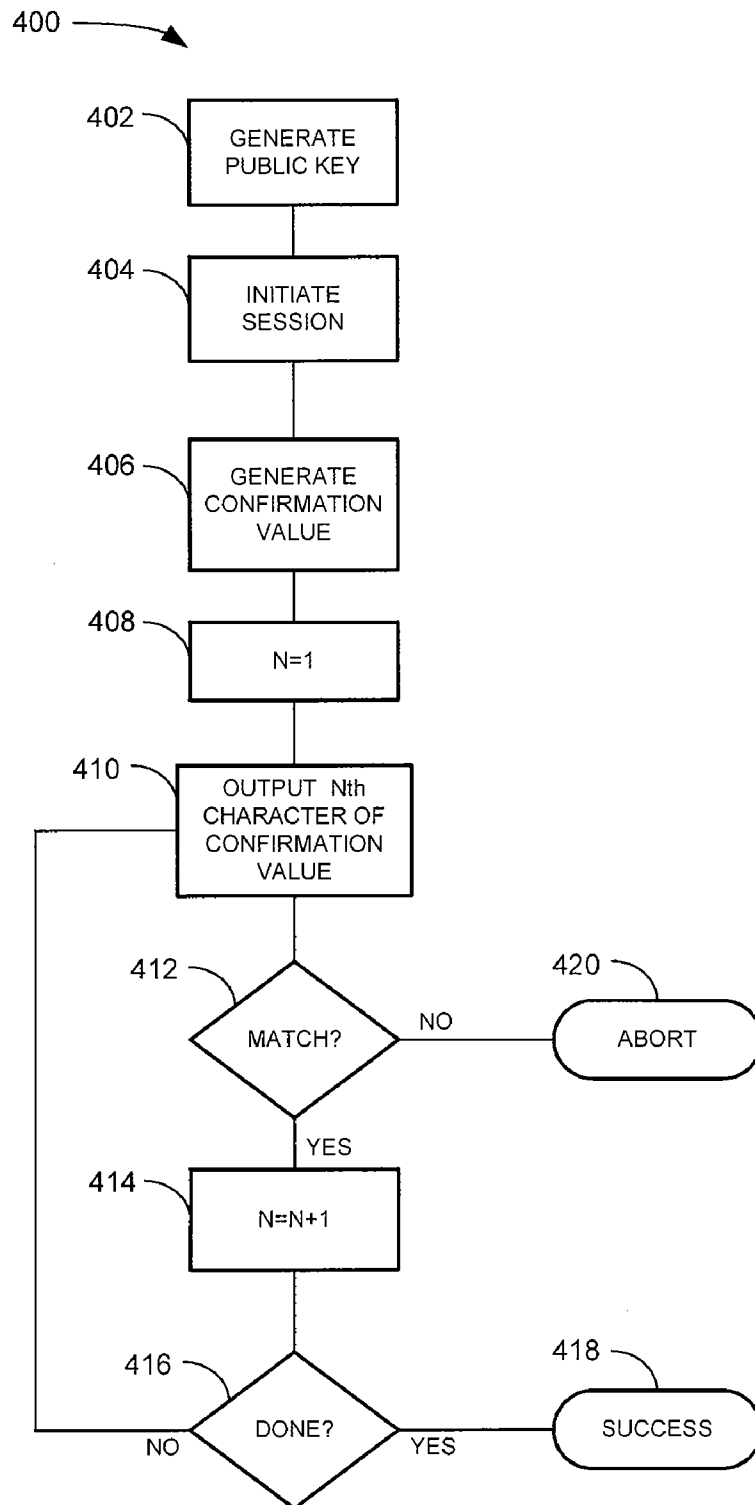 400
402
GENERATE
PUBLIC KEY
404
INITIATE
SESSION
406
GENERATE
CONFIRMATION
VALUE
408
N=1
410
OUTPUT Nth
CHARACTER OF
CONFIRMATION
VALUE
412
MATCH?
NO
420
ABORT
YES
414
N=N+1
416
DONE?
NO
YES
418
SUCCESS